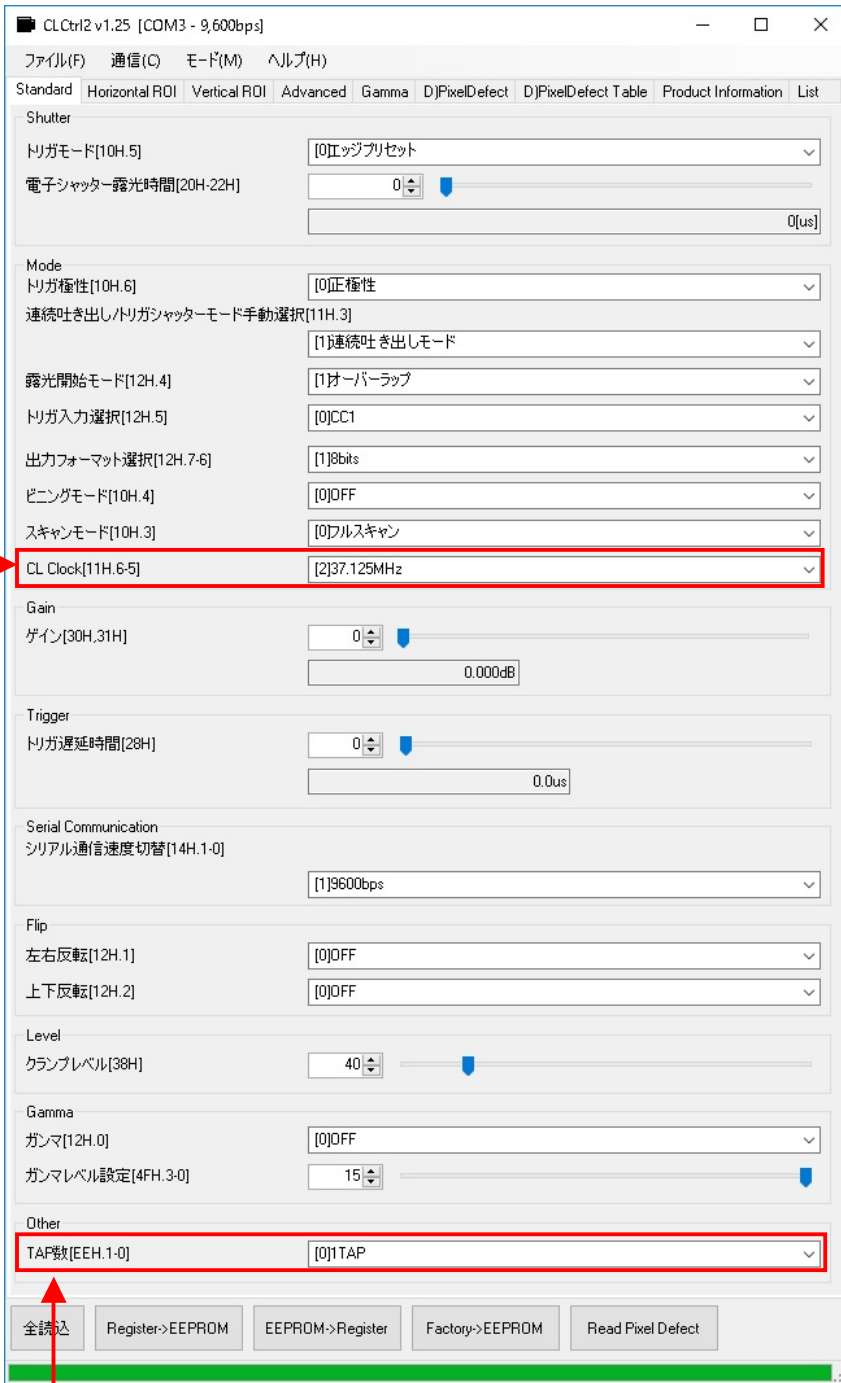 CLCtrl2 v1.25 [COM3 - 9,600bps]
ファイル(F) 通信(C) モード(M) ヘルプ(H)
Standard Horizontal ROI Vertical ROI Advanced Gamma D)PixelDefect D)PixelDefect Table Product Information List
Shutter
トリガモード[10H.5] [0]エッジプリセット
電子シャッター露光時間[20H-22H] 0
0[us]
Mode
トリガ極性[10H.6] [0]正極性
連続吐き出し/トリガシャッターモード手動選択[11H.3]
[1]連続吐き出しモード
露光開始モード[12H.4] [1]オーバーラップ
トリガ入力選択[12H.5] [0]CC1
出力フォーマット選択[12H.7-6] [1]8bits
ビニングモード[10H.4] [0]OFF
スキャンモード[10H.3] [0]フルスキャン
CL Clock[11H.6-5] [2]37.125MHz
Gain
ゲイン[30H,31H] 0
0.000dB
Trigger
トリガ遅延時間[28H] 0
0.0us
Serial Communication
シリアル通信速度切替[14H.1-0]
[1]9600bps
Flip
左右反転[12H.1] [0]OFF
上下反転[12H.2] [0]OFF
Level
クランプレベル[38H] 40
Gamma
ガンマ[12H.0] [0]OFF
ガンマレベル設定[4FH.3-0] 15
Other
TAP数[EEH.1-0] [0]1TAP
全読込 Register->EEPROM EEPROM->Register Factory->EEPROM Read Pixel Defect